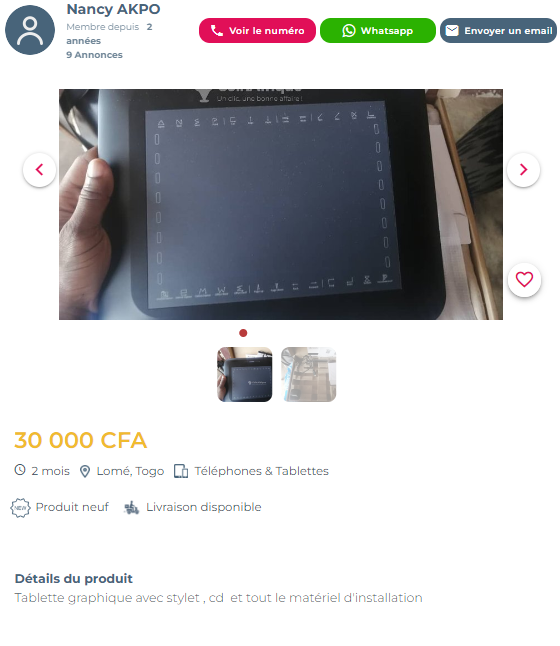 Nancy AKPO
Membre depuis 2
années
9 Annonces
Voir le numéro
Whatsapp
Envoyer un email
Un clic, une bonne affaire!
30 000 CFA
2 mois
Lomé, Togo
Téléphones & Tablettes
NEW
Produit neuf
Livraison disponible
Détails du produit
Tablette graphique avec stylet , cd et tout le matériel d'installation